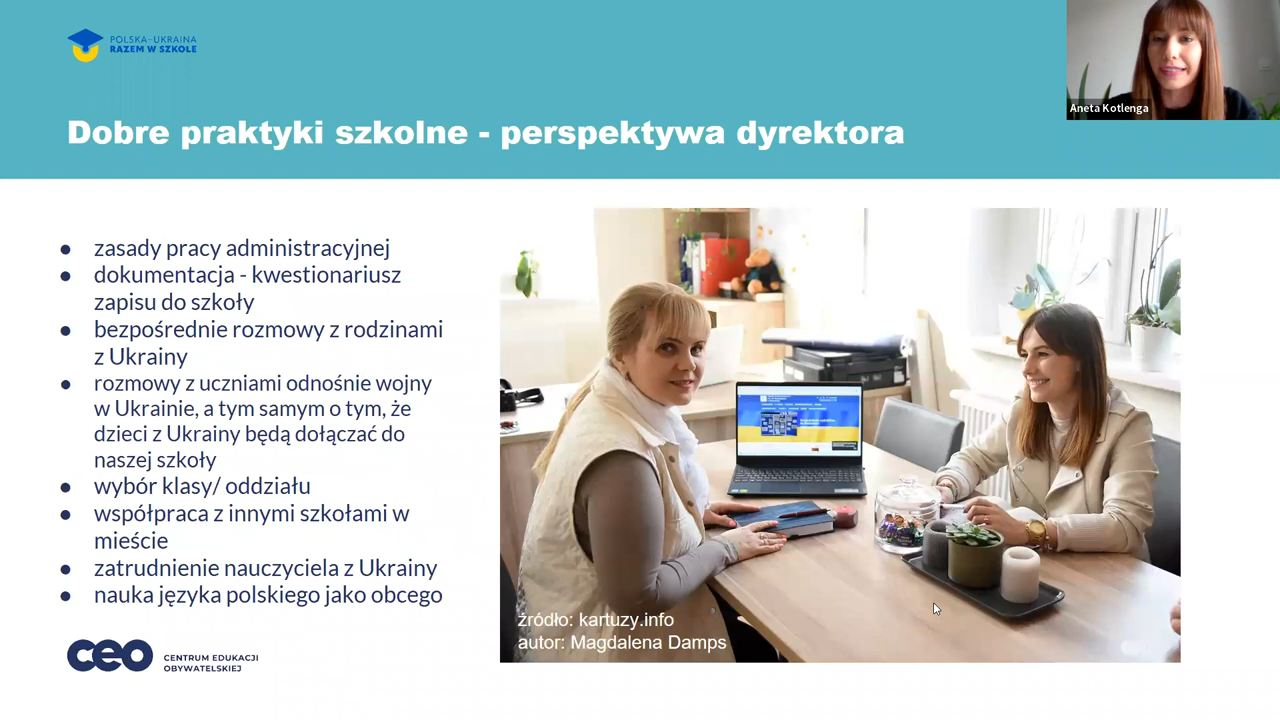 POLSKA-UKRAINA
RAZEM W SZKOLE
Aneta Kotlenga
Dobre praktyki szkolne - perspektywa dyrektora
● zasady pracy administracyjnej
● dokumentacja - kwestionariusz
zapisu do szkoły
● bezpośrednie rozmowy z rodzinami
z Ukrainy
● rozmowy z uczniami odnośnie wojny
w Ukrainie, a tym samym o tym, że
dzieci z Ukrainy będą dołączać do
naszej szkoły
● wybór klasy/ oddziału
● współpraca z innymi szkołami w
mieście
● zatrudnienie nauczyciela z Ukrainy
● nauka języka polskiego jako obcego
źródło: kartuzy.info
autor: Magdalena Damps
ceo
CENTRUM EDUKACJI
OBYWATELSKIEJ